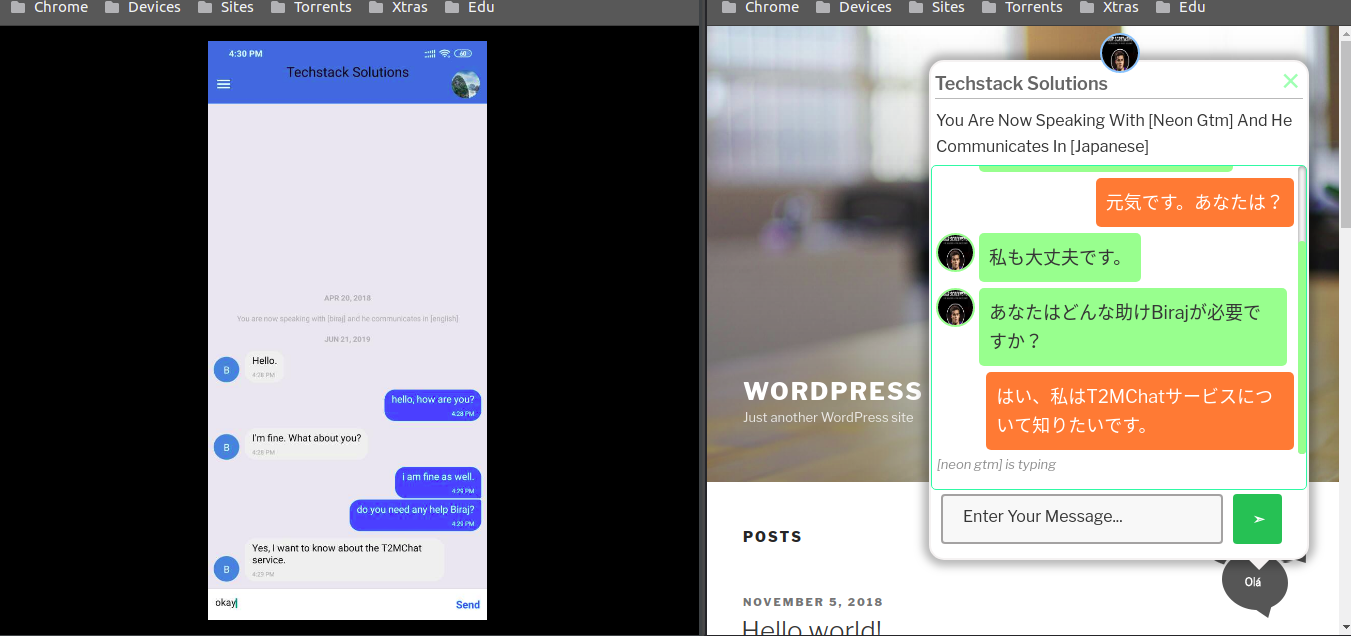 Chrome
Devices
Sites
Torrents
Xtras
Edu
4:30 PM
60
Techstack Solutions
APR 20, 2018
You are now speaking with [biraj] and he communicates in [english]
JUN 21, 2019
B
Hello.
4:28 PM
hello, how are you?
4:28 PM
B
I'm fine. What about you?
4:28 PM
i am fine as well.
4:29 PM
do you need any help Biraj?
4:29 PM
B
Yes, I want to know about the T2MChat
service.
4:29 PM
okay
Send
Chrome
Devices
Sites
Torrents
Xtras
Edu
Techstack Solutions
×
You Are Now Speaking With [Neon Gtm] And He
Communicates In [Japanese]
元気です。あなたは？
私も大丈夫です。
あなたはどんな助けBirajが必要で
すか？
はい、私はT2MChatサービスにつ
いて知りたいです。
[neon gtm] is typing
Enter Your Message...
➢
Olá
WORDPRESS
Just another WordPress site
POSTS
NOVEMBER 5, 2018
Hello world!